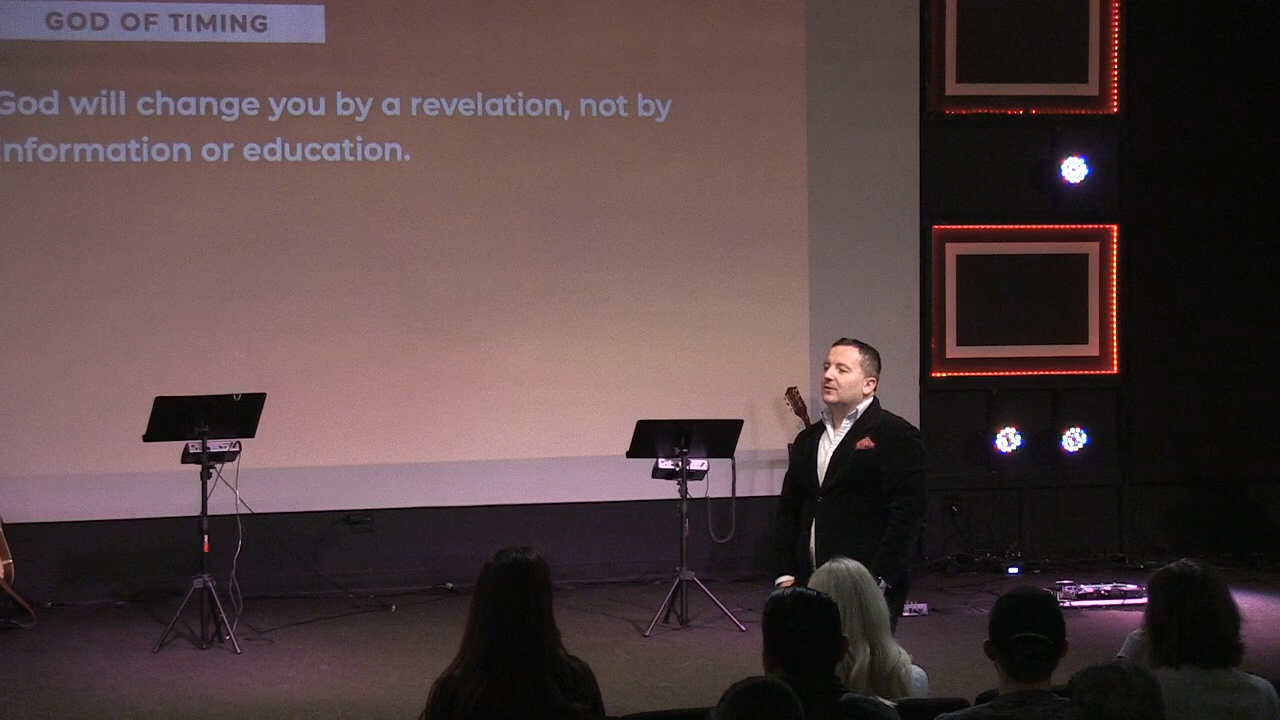 GOD OF TIMING
God will change you by a revelation, not by
information or education.